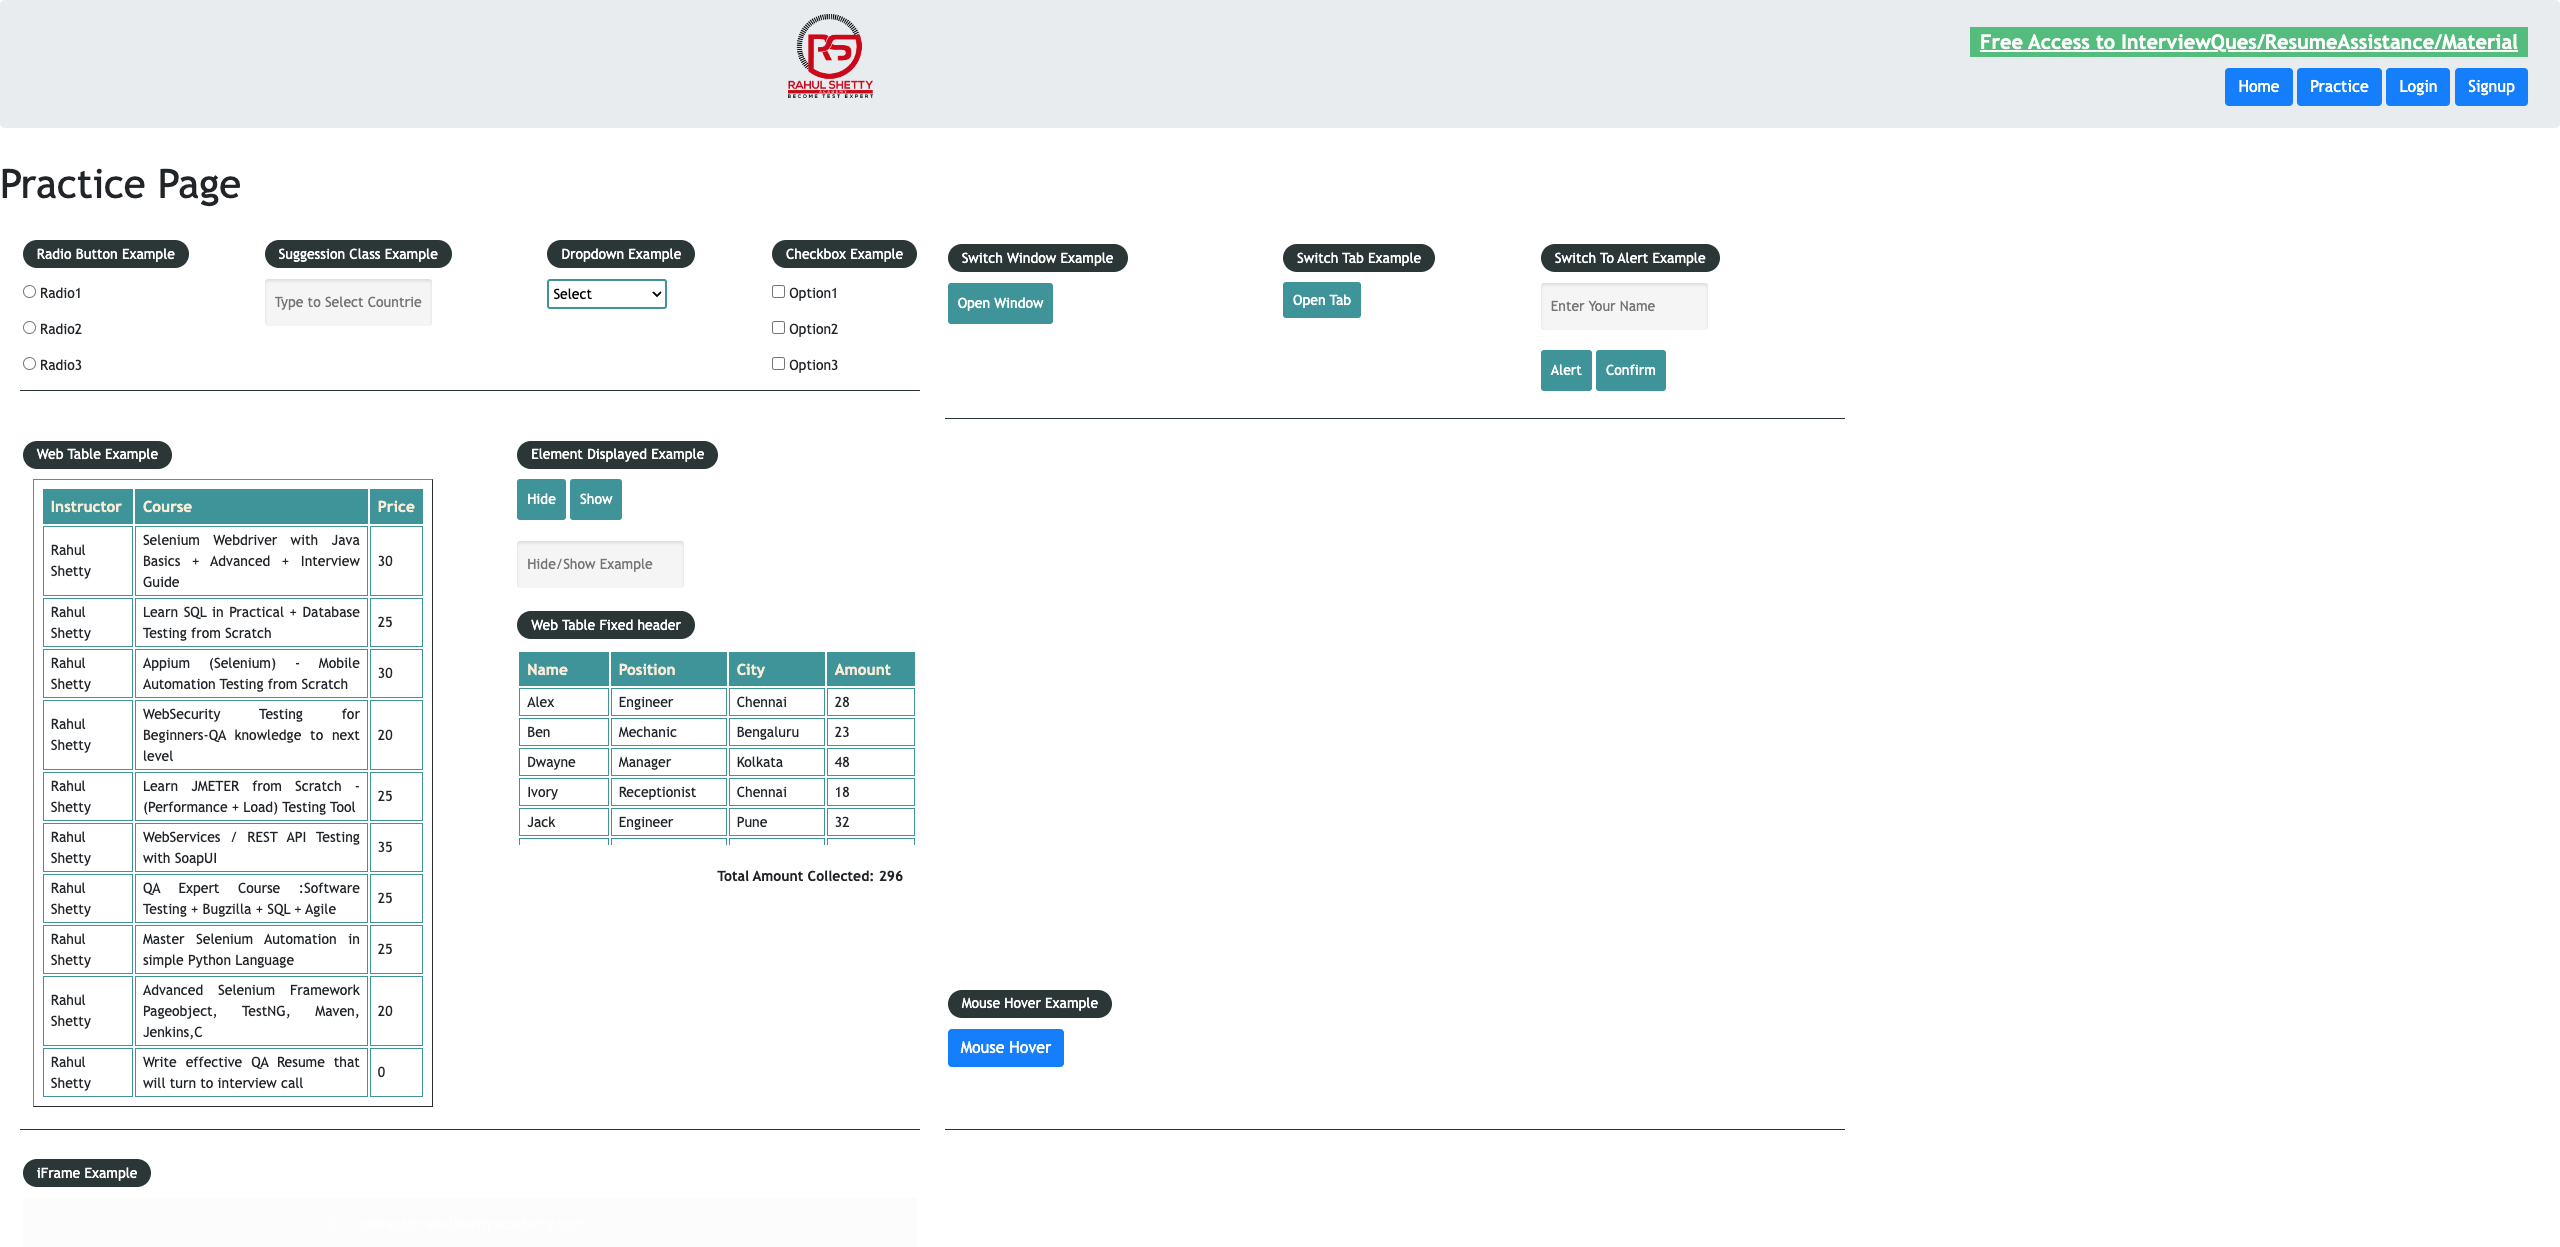 RAHUL SHETTY
ACADEMY
BECOME TEST EXPERT
Free Access to InterviewQues/ResumeAssistance/Material
Home Practice Login Signup
Practice Page
Radio Button Example
Radio1
Radio2
Radio3
Suggession Class Example
Type to Select Countrie
Dropdown Example
Select
Checkbox Example
Option1
Option2
Option3
Switch Window Example
Open Window
Switch Tab Example
Open Tab
Switch To Alert Example
Enter Your Name
Alert Confirm
Web Table Example
Instructor Course Price
Rahul Shetty Selenium Webdriver with Java Basics + Advanced + Interview Guide 30
Rahul Shetty Learn SQL in Practical + Database Testing from Scratch 25
Rahul Shetty Appium (Selenium) - Mobile Automation Testing from Scratch 30
Rahul Shetty WebSecurity Testing for Beginners-QA knowledge to next level 20
Rahul Shetty Learn JMETER from Scratch - (Performance + Load) Testing Tool 25
Rahul Shetty WebServices / REST API Testing with SoapUI 35
Rahul Shetty QA Expert Course :Software Testing + Bugzilla + SQL + Agile 25
Rahul Shetty Master Selenium Automation in simple Python Language 25
Rahul Shetty Advanced Selenium Framework Pageobject, TestNG, Maven, Jenkins,C 20
Rahul Shetty Write effective QA Resume that will turn to interview call 0
Element Displayed Example
Hide Show
Hide/Show Example
Web Table Fixed header
Name Position City Amount
Alex Engineer Chennai 28
Ben Mechanic Bengaluru 23
Dwayne Manager Kolkata 48
Ivory Receptionist Chennai 18
Jack Engineer Pune 32
Total Amount Collected: 296
Mouse Hover Example
Mouse Hover
iFrame Example